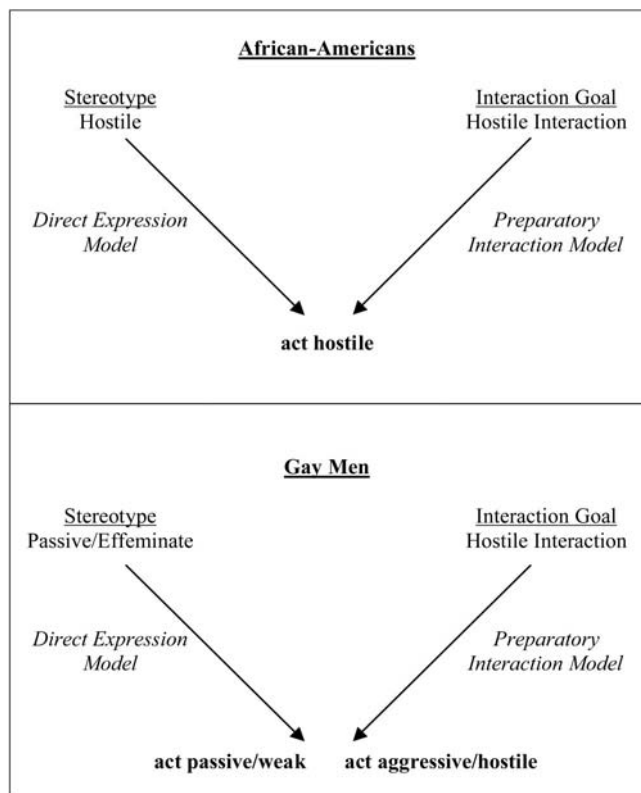 African-Americans
Stereotype
Hostile
Interaction Goal
Hostile Interaction
Direct Expression
Model
Preparatory
Interaction Model
act hostile
Gay Men
Stereotype
Passive/Effeminate
Interaction Goal
Hostile Interaction
Direct Expression
Model
Preparatory
Interaction Model
act passive/weak
act aggressive/hostile